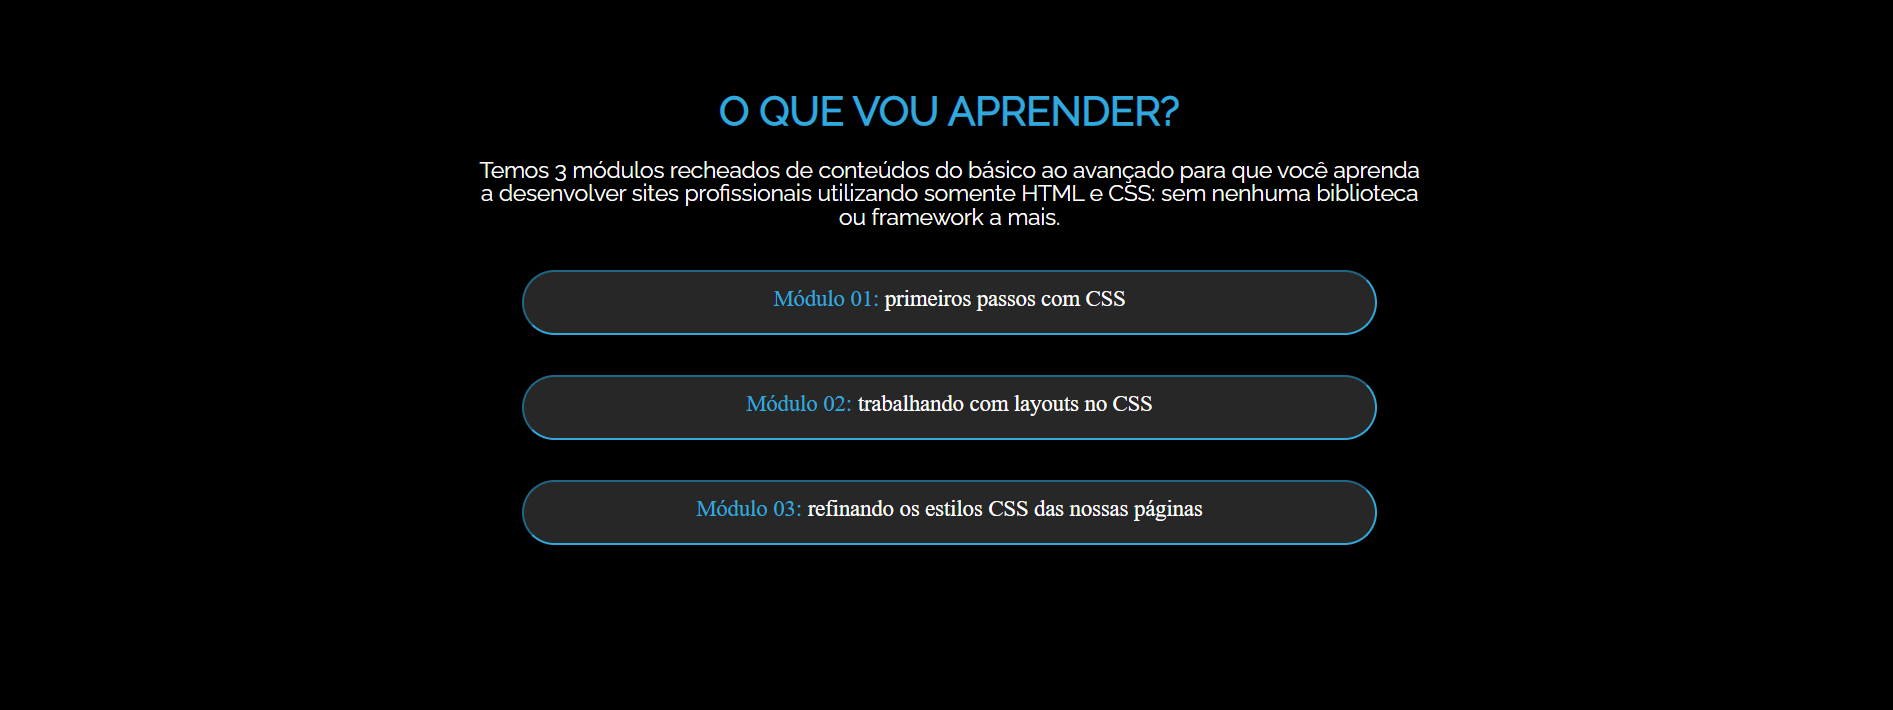 O QUE VOU APRENDER?
Temos 3 módulos recheados de conteúdos do básico ao avançado para que você aprenda
a desenvolver sites profissionais utilizando somente HTML e CSS: sem nenhuma biblioteca
ou framework a mais.
Módulo 01: primeiros passos com CSS
Módulo 02: trabalhando com layouts no CSS
Módulo 03: refinando os estilos CSS das nossas páginas